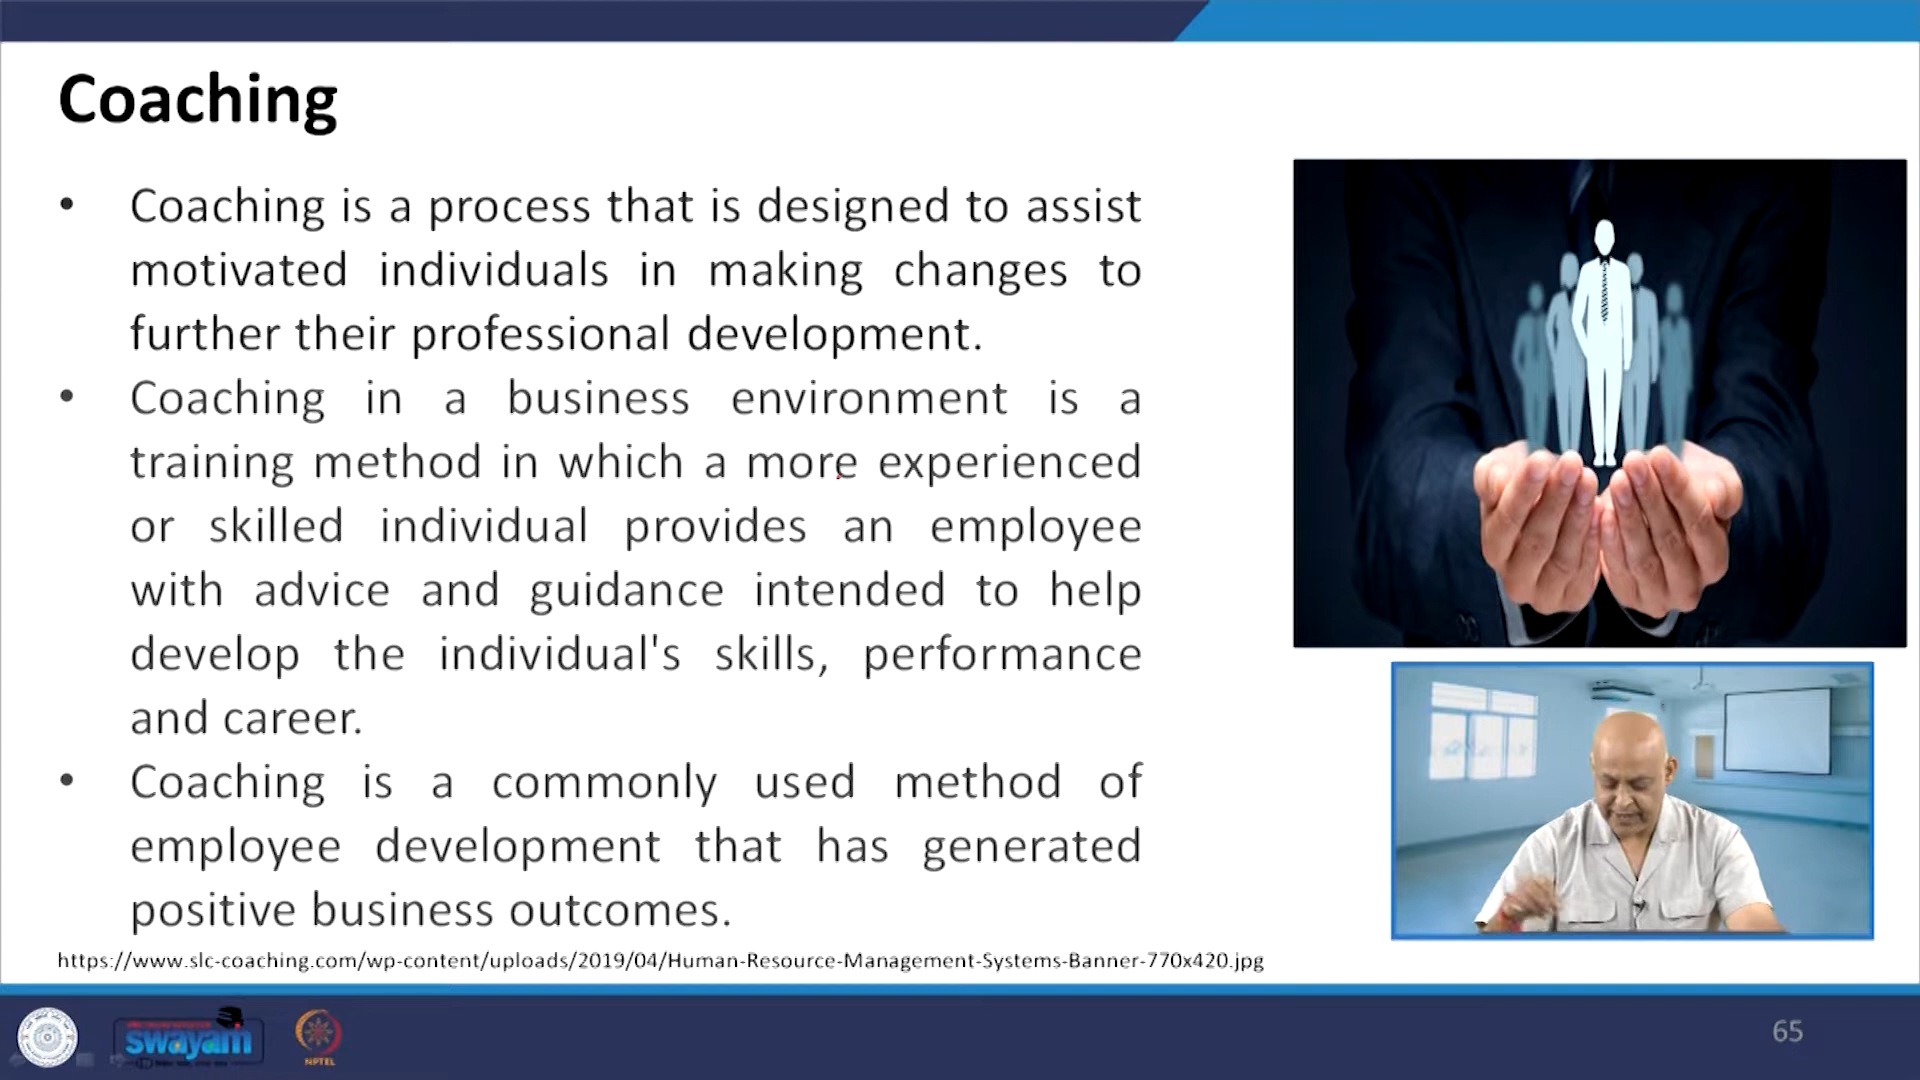 Coaching
• Coaching is a process that is designed to assist
motivated individuals in making changes to
further their professional development.
• Coaching in a business environment is a
training method in which a more experienced
or skilled individual provides an employee
with advice and guidance intended to help
develop the individual's skills, performance
and career.
• Coaching is a commonly used method of
employee development that has generated
positive business outcomes.
https://www.slc-coaching.com/wp-content/uploads/2019/04/Human-Resource-Management-Systems-Banner-770x420.jpg
swayam
NPTEL
65